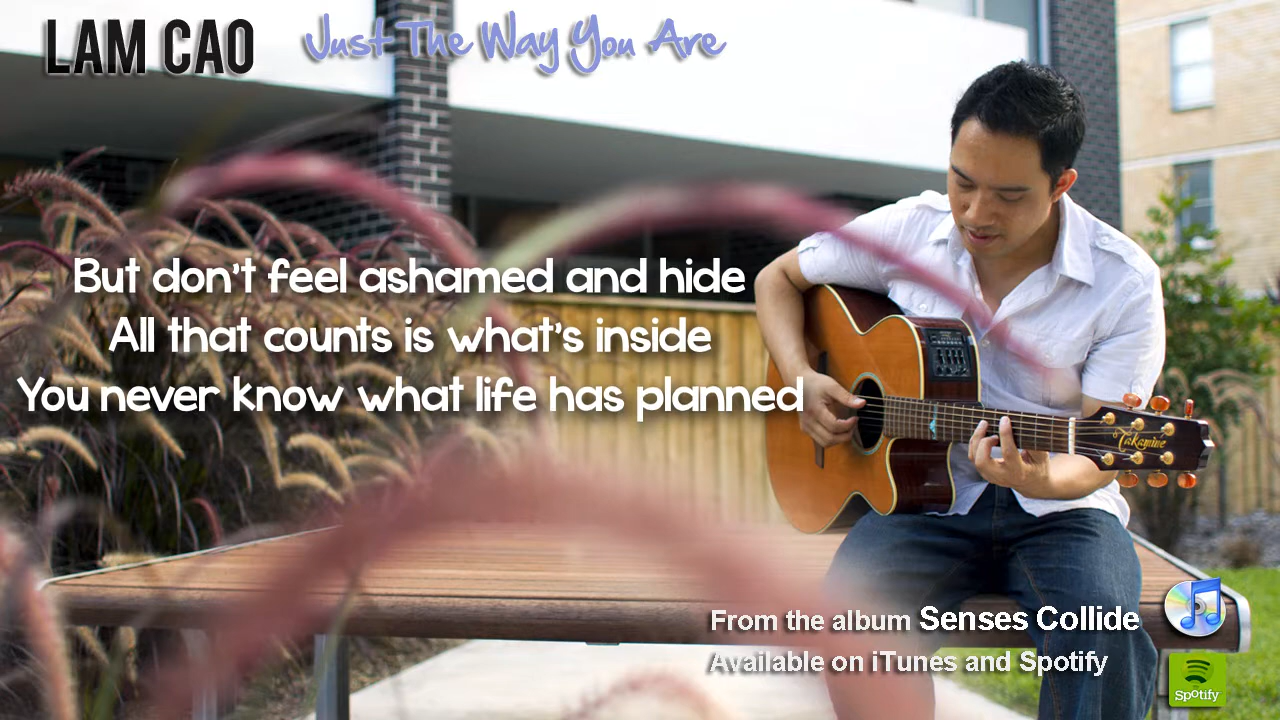 LAM CAO
Just The Way You Are
But don't feel ashamed and hide
All that counts is what's inside
You never know what life has planned
Takamine
From the album Senses Collide
Available on iTunes and Spotify
Spotify